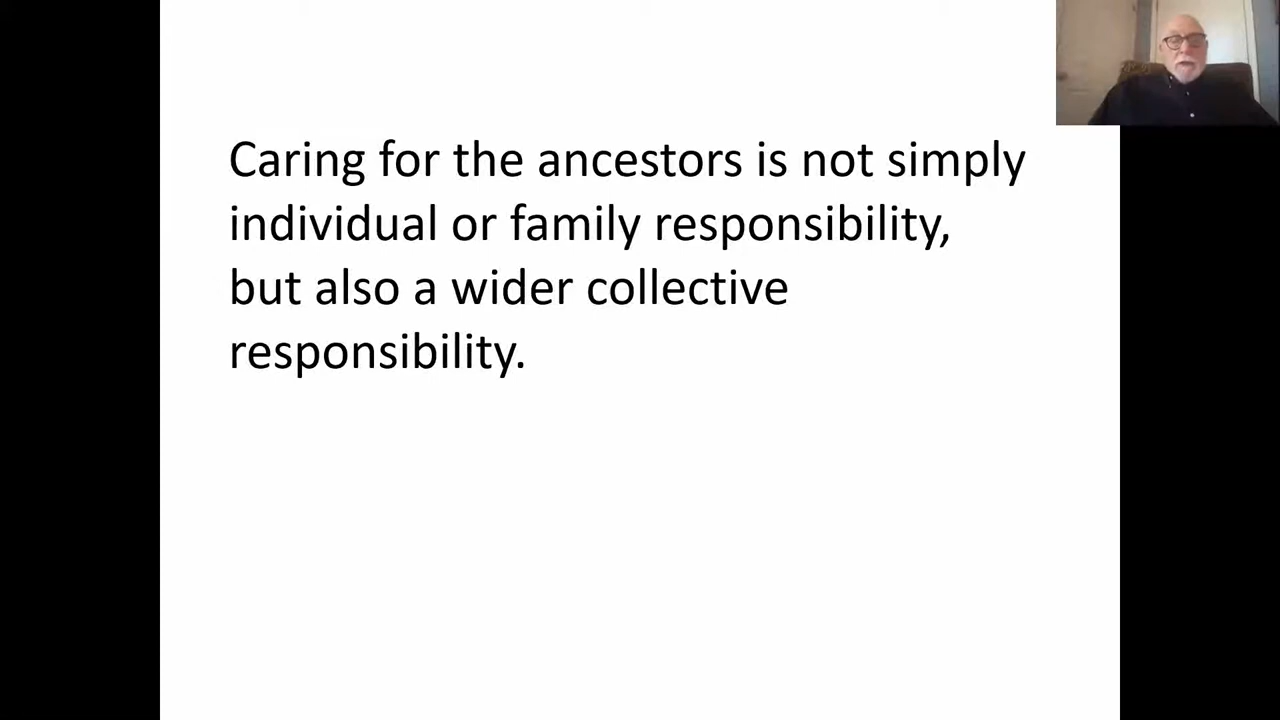 Caring for the ancestors is not simply
individual or family responsibility,
but also a wider collective
responsibility.